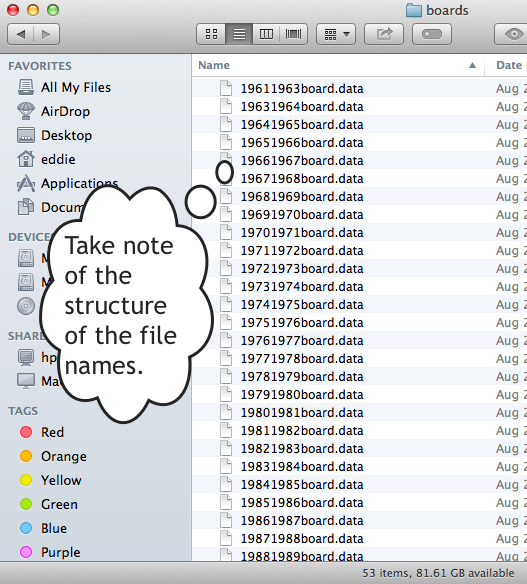 boards
Name
Date
FAVORITES
All My Files
AirDrop
Desktop
eddie
Applications
Docum
DEVICE
M
M
SHARE
hp
Ma
TAGS
Red
Orange
Yellow
Green
Blue
Purple
Take note
of the
structure
of the file
names.
19611963board.data Aug 2
19631964board.data Aug 2
19641965board.data Aug 2
19651966board.data Aug 2
19661967board.data Aug 2
19671968board.data Aug 2
19681969board.data Aug 2
19691970board.data Aug 2
19701971board.data Aug 2
19711972board.data Aug 2
19721973board.data Aug 2
19731974board.data Aug 2
19741975board.data Aug 2
19751976board.data Aug 2
19761977board.data Aug 2
19771978board.data Aug 2
19781979board.data Aug 2
19791980board.data Aug 2
19801981board.data Aug 2
19811982board.data Aug 2
19821983board.data Aug 2
19831984board.data Aug 2
19841985board.data Aug 2
19851986board.data Aug 2
19861987board.data Aug 2
19871988board.data Aug 2
19881989board.data Aug 2
53 items, 81.61 GB available